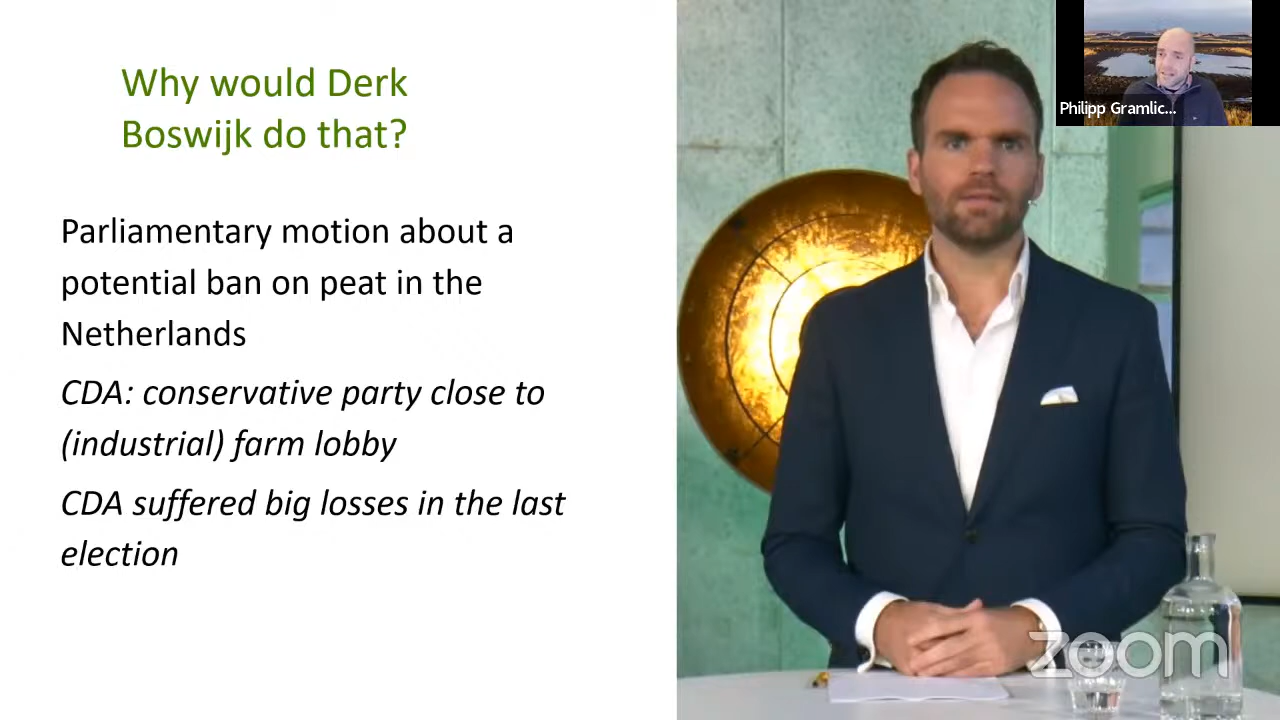 Why would Derk
Boswijk do that?
Parliamentary motion about a
potential ban on peat in the
Netherlands
CDA: conservative party close to
(industrial) farm lobby
CDA suffered big losses in the last
election
Philipp Gramlic...
zoom